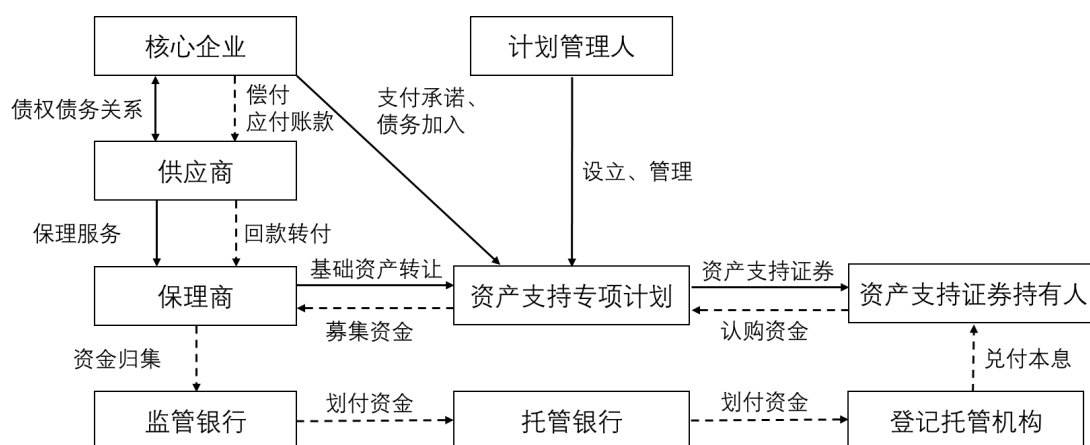 核心企业
计划管理人
债权债务关系
偿付
应付账款
支付承诺、
债务加入
供应商
设立、管理
保理服务
回款转付
基础资产转让
资产支持证券
保理商
资产支持专项计划
资产支持证券持有人
募集资金
认购资金
资金归集
兑付本息
划付资金
划付资金
监管银行
托管银行
登记托管机构